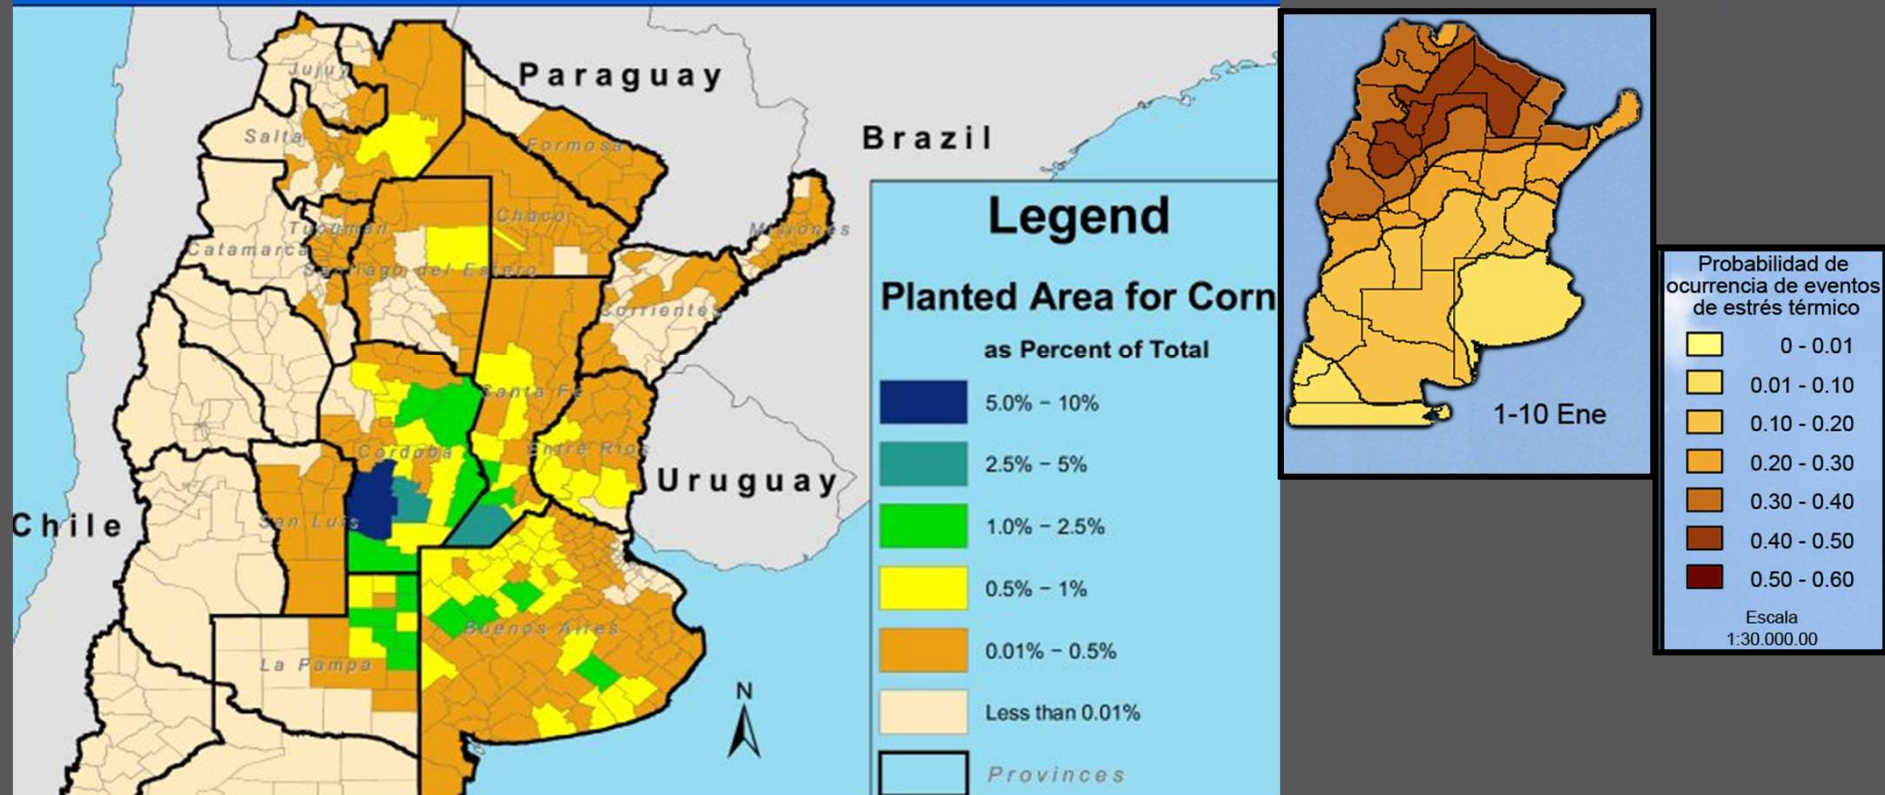 Paraguay
Brazil
Uruguay
Chile
Jujuy
Salta
Formosa
Chaco
Misiones
Tucumán
Catamarca
Santiago del Estero
Corrientes
Santa Fe
Córdoba
Entre Rios
San Luis
Buenos Aires
La Pampa
N
Legend
Planted Area for Corn
as Percent of Total
5.0% – 10%
2.5% – 5%
1.0% – 2.5%
0.5% – 1%
0.01% – 0.5%
Less than 0.01%
Provinces
1-10 Ene
Probabilidad de
ocurrencia de eventos
de estrés térmico
0 - 0.01
0.01 - 0.10
0.10 - 0.20
0.20 - 0.30
0.30 - 0.40
0.40 - 0.50
0.50 - 0.60
Escala
1:30.000.00